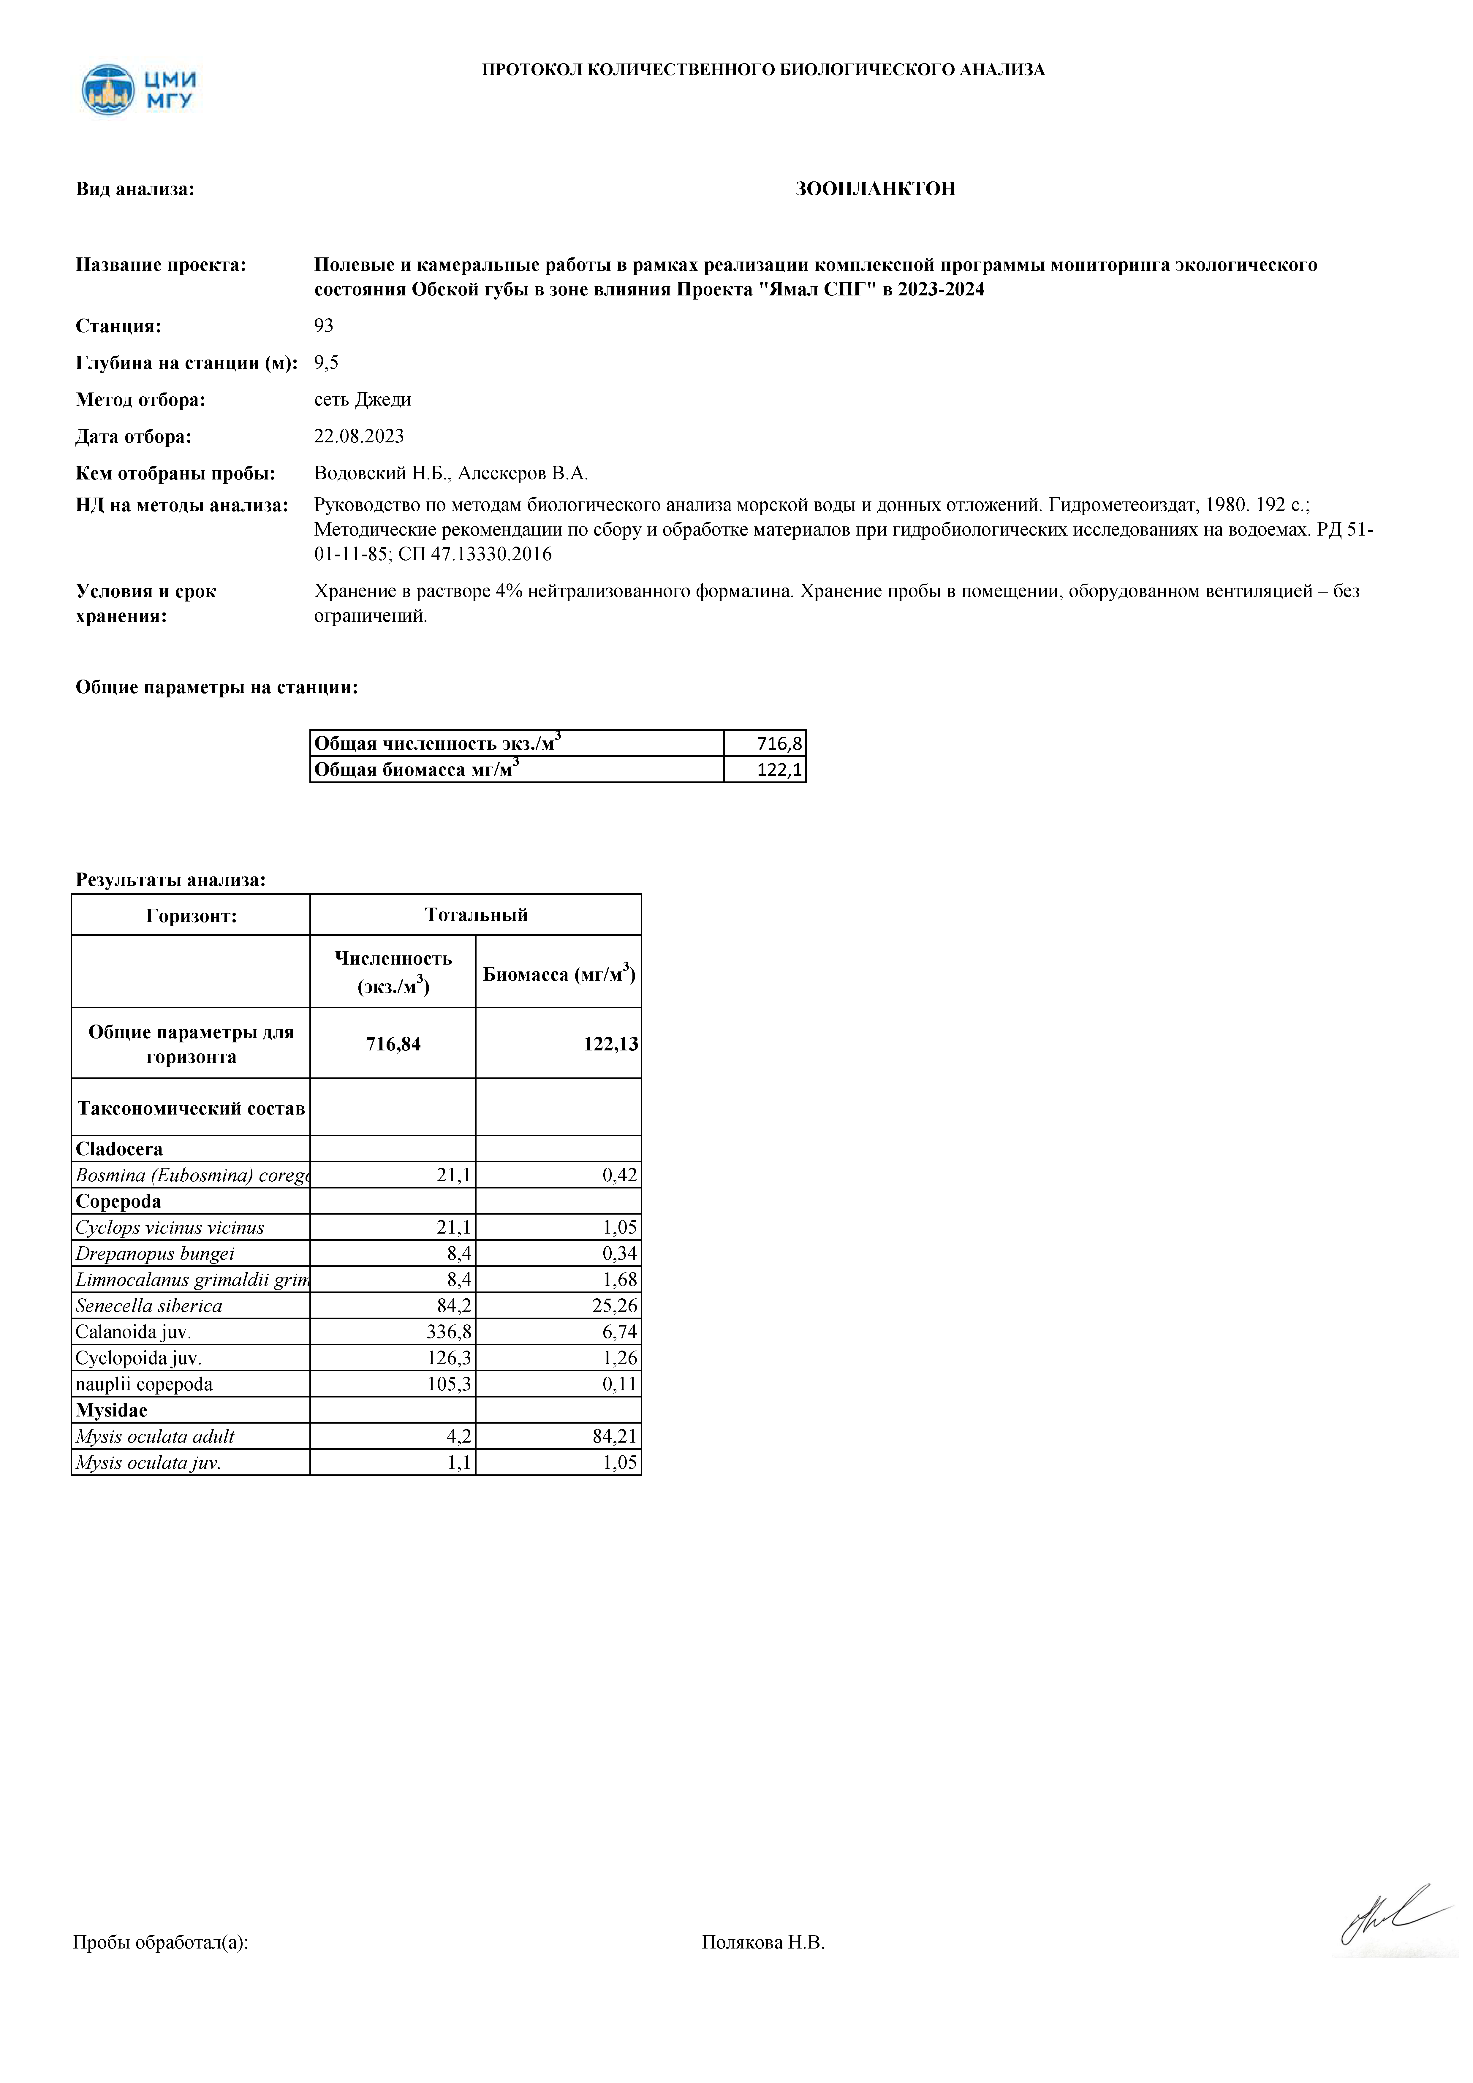 ЦМИ
МГУ
ПРОТОКОЛ КОЛИЧЕСТВЕННОГО БИОЛОГИЧЕСКОГО АНАЛИЗА
Вид анализа: ЗООПЛАНКТОН
Название проекта: Полевые и камеральные работы в рамках реализации комплексной программы мониторинга экологического
состояния Обской губы в зоне влияния Проекта "Ямал СПГ" в 2023-2024
Станция: 93
Глубина на станции (м): 9,5
Метод отбора: сеть Джеди
Дата отбора: 22.08.2023
Кем отобраны пробы: Водовский Н.Б., Алескеров В.А.
НД на методы анализа: Руководство по методам биологического анализа морской воды и донных отложений. Гидрометеоиздат, 1980. 192 с.;
Методические рекомендации по сбору и обработке материалов при гидробиологических исследованиях на водоемах. РД 51-
01-11-85; СП 47.13330.2016
Условия и срок Хранение в растворе 4% нейтрализованного формалина. Хранение пробы в помещении, оборудованном вентиляцией – без
хранения: ограничений.
Общие параметры на станции:
Общая численность экз./м³ 716,8
Общая биомасса мг/м³ 122,1
Результаты анализа:
Горизонт: Тотальный
Численность
(экз./м³) Биомасса (мг/м³)
Общие параметры для
горизонта 716,84 122,13
Таксономический состав
Cladocera
Bosmina (Eubosmina) corego 21,1 0,42
Copepoda
Cyclops vicinus vicinus 21,1 1,05
Drepanopus bungei 8,4 0,34
Limnocalanus grimaldii grim 8,4 1,68
Senecella siberica 84,2 25,26
Calanoida juv. 336,8 6,74
Cyclopoida juv. 126,3 1,26
nauplii copepoda 105,3 0,11
Mysidae
Mysis oculata adult 4,2 84,21
Mysis oculata juv. 1,1 1,05
Пробы обработал(а): Полякова Н.В.